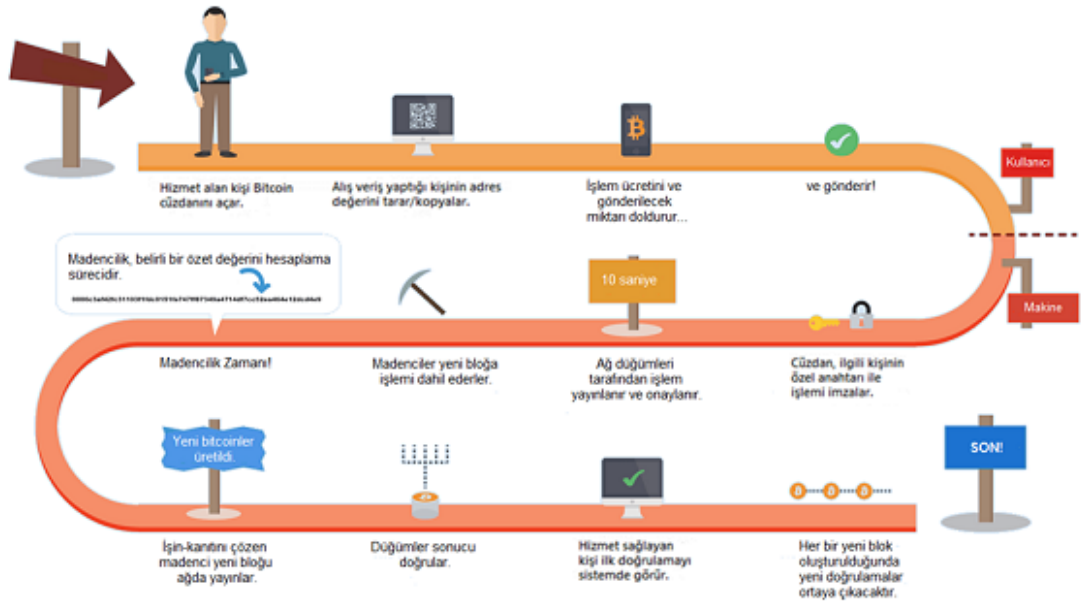 Hizmet alan kişi Bitcoin
cüzdanını açar.
Alış veriş yaptığı kişinin adres
değerini tarar/kopyalar.
İşlem ücretini ve
gönderilecek
miktarı doldurur...
ve gönderir!
Kullanıcı
Makine
Cüzdan, ilgili kişinin
özel anahtarı ile
işlemi imzalar.
10 saniye
Ağ düğümleri
tarafından işlem
yayınlanır ve onaylanır.
Madenciler yeni bloğa
işlemi dahil ederler.
Madencilik, belirli bir özet değerini hesaplama
sürecidir.
Madencilik Zamanı!
Yeni bitcoinler
üretildi.
İşin-kanıtını çözen
madenci yeni bloğu
ağda yayınlar.
Düğümler sonucu
doğrular.
Hizmet sağlayan
kişi ilk doğrulamayı
sistemde görür.
Her bir yeni blok
oluşturulduğunda
yeni doğrulamalar
ortaya çıkacaktır.
SON!